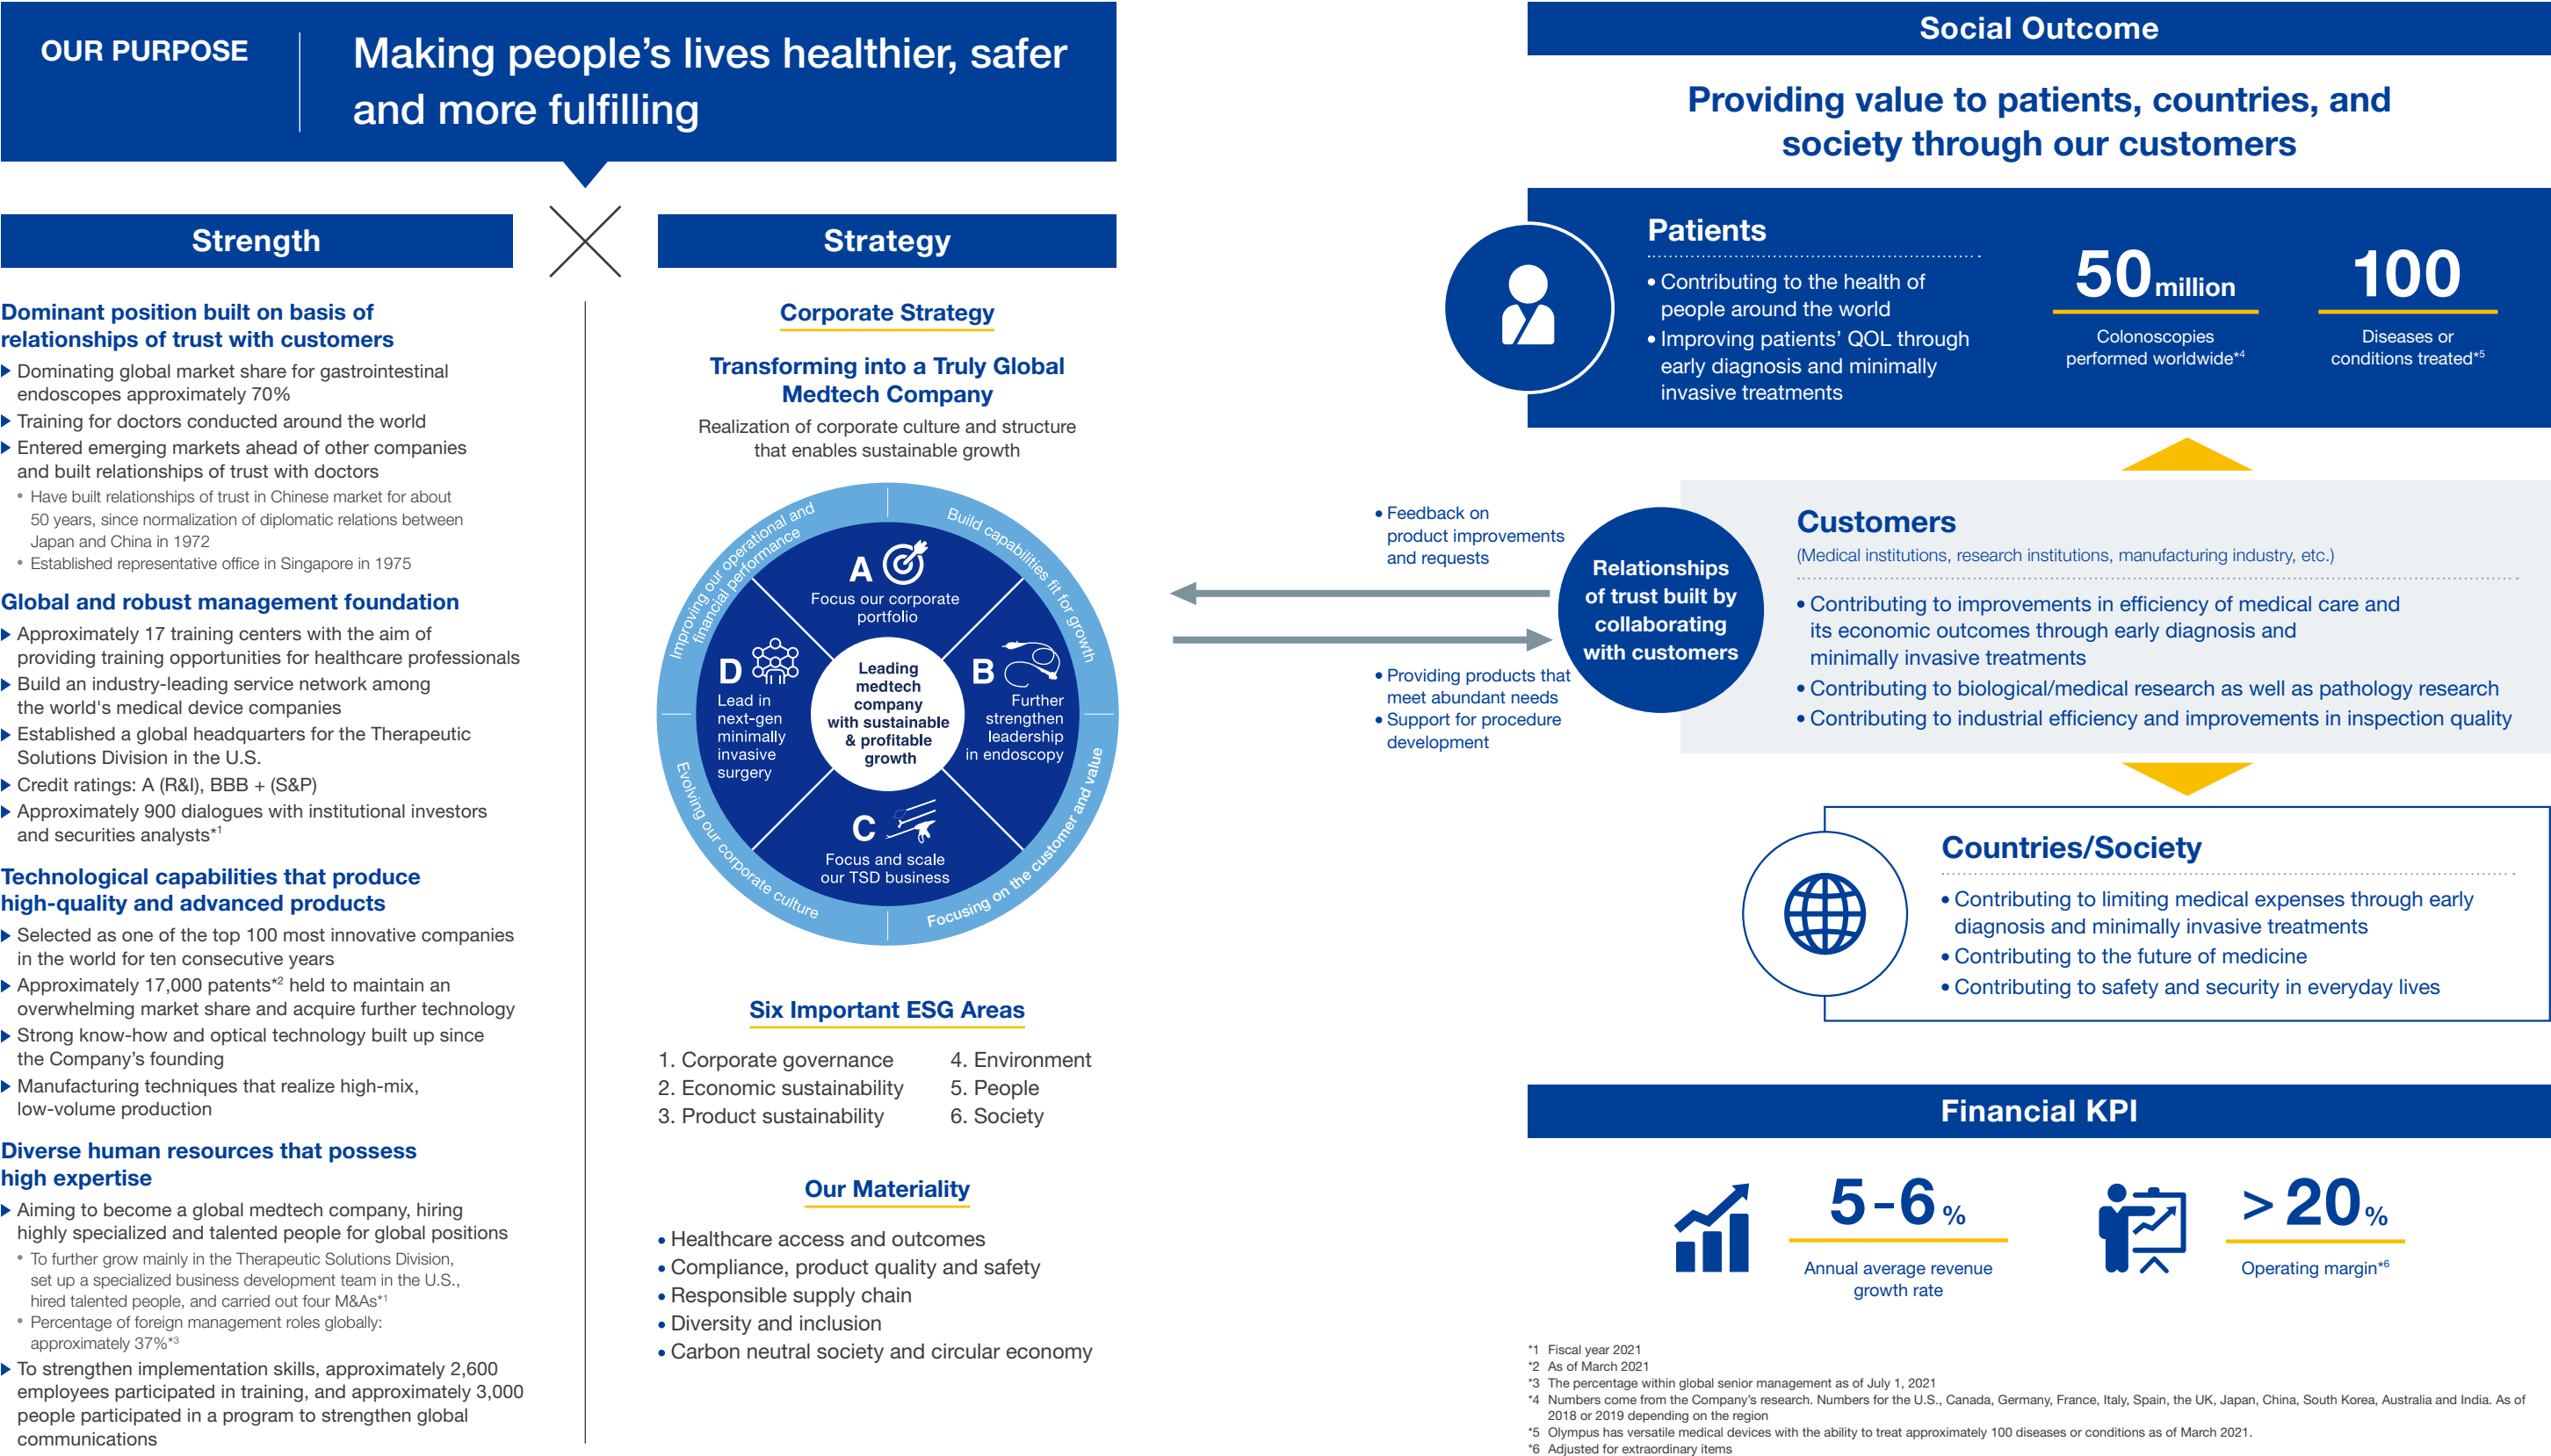 OUR PURPOSE
Making people’s lives healthier, safer
and more fulfilling
Strength
Dominant position built on basis of
relationships of trust with customers
Dominating global market share for gastrointestinal
endoscopes approximately 70%
Training for doctors conducted around the world
Entered emerging markets ahead of other companies
and built relationships of trust with doctors
• Have built relationships of trust in Chinese market for about
50 years, since normalization of diplomatic relations between
Japan and China in 1972
• Established representative office in Singapore in 1975
Global and robust management foundation
Approximately 17 training centers with the aim of
providing training opportunities for healthcare professionals
Build an industry-leading service network among
the world's medical device companies
Established a global headquarters for the Therapeutic
Solutions Division in the U.S.
Credit ratings: A (R&I), BBB + (S&P)
Approximately 900 dialogues with institutional investors
and securities analysts*1
Technological capabilities that produce
high-quality and advanced products
Selected as one of the top 100 most innovative companies
in the world for ten consecutive years
Approximately 17,000 patents*2 held to maintain an
overwhelming market share and acquire further technology
Strong know-how and optical technology built up since
the Company’s founding
Manufacturing techniques that realize high-mix,
low-volume production
Diverse human resources that possess
high expertise
Aiming to become a global medtech company, hiring
highly specialized and talented people for global positions
• To further grow mainly in the Therapeutic Solutions Division,
set up a specialized business development team in the U.S.,
hired talented people, and carried out four M&As*1
• Percentage of foreign management roles globally:
approximately 37%*3
To strengthen implementation skills, approximately 2,600
employees participated in training, and approximately 3,000
people participated in a program to strengthen global
communications
Strategy
Corporate Strategy
Transforming into a Truly Global
Medtech Company
Realization of corporate culture and structure
that enables sustainable growth
Improving our operational and
financial performance
Build capabilities fit for growth
A
Focus our corporate
portfolio
D
Lead in
next-gen
minimally
invasive
surgery
Leading
medtech
company
with sustainable
& profitable
growth
B
Further
strengthen
leadership
in endoscopy
C
Focus and scale
our TSD business
Evolving our corporate culture
Focusing on the customer and value
Six Important ESG Areas
1. Corporate governance
2. Economic sustainability
3. Product sustainability
4. Environment
5. People
6. Society
Our Materiality
• Healthcare access and outcomes
• Compliance, product quality and safety
• Responsible supply chain
• Diversity and inclusion
• Carbon neutral society and circular economy
• Feedback on
product improvements
and requests
• Providing products that
meet abundant needs
• Support for procedure
development
Social Outcome
Providing value to patients, countries, and
society through our customers
Patients
• Contributing to the health of
people around the world
• Improving patients’ QOL through
early diagnosis and minimally
invasive treatments
50 million
Colonoscopies
performed worldwide*4
100
Diseases or
conditions treated*5
Relationships
of trust built by
collaborating
with customers
Customers
(Medical institutions, research institutions, manufacturing industry, etc.)
• Contributing to improvements in efficiency of medical care and
its economic outcomes through early diagnosis and
minimally invasive treatments
• Contributing to biological/medical research as well as pathology research
• Contributing to industrial efficiency and improvements in inspection quality
Countries/Society
• Contributing to limiting medical expenses through early
diagnosis and minimally invasive treatments
• Contributing to the future of medicine
• Contributing to safety and security in everyday lives
Financial KPI
5-6%
Annual average revenue
growth rate
>20%
Operating margin*6
*1 Fiscal year 2021
*2 As of March 2021
*3 The percentage within global senior management as of July 1, 2021
*4 Numbers come from the Company’s research. Numbers for the U.S., Canada, Germany, France, Italy, Spain, the UK, Japan, China, South Korea, Australia and India. As of
2018 or 2019 depending on the region
*5 Olympus has versatile medical devices with the ability to treat approximately 100 diseases or conditions as of March 2021.
*6 Adjusted for extraordinary items